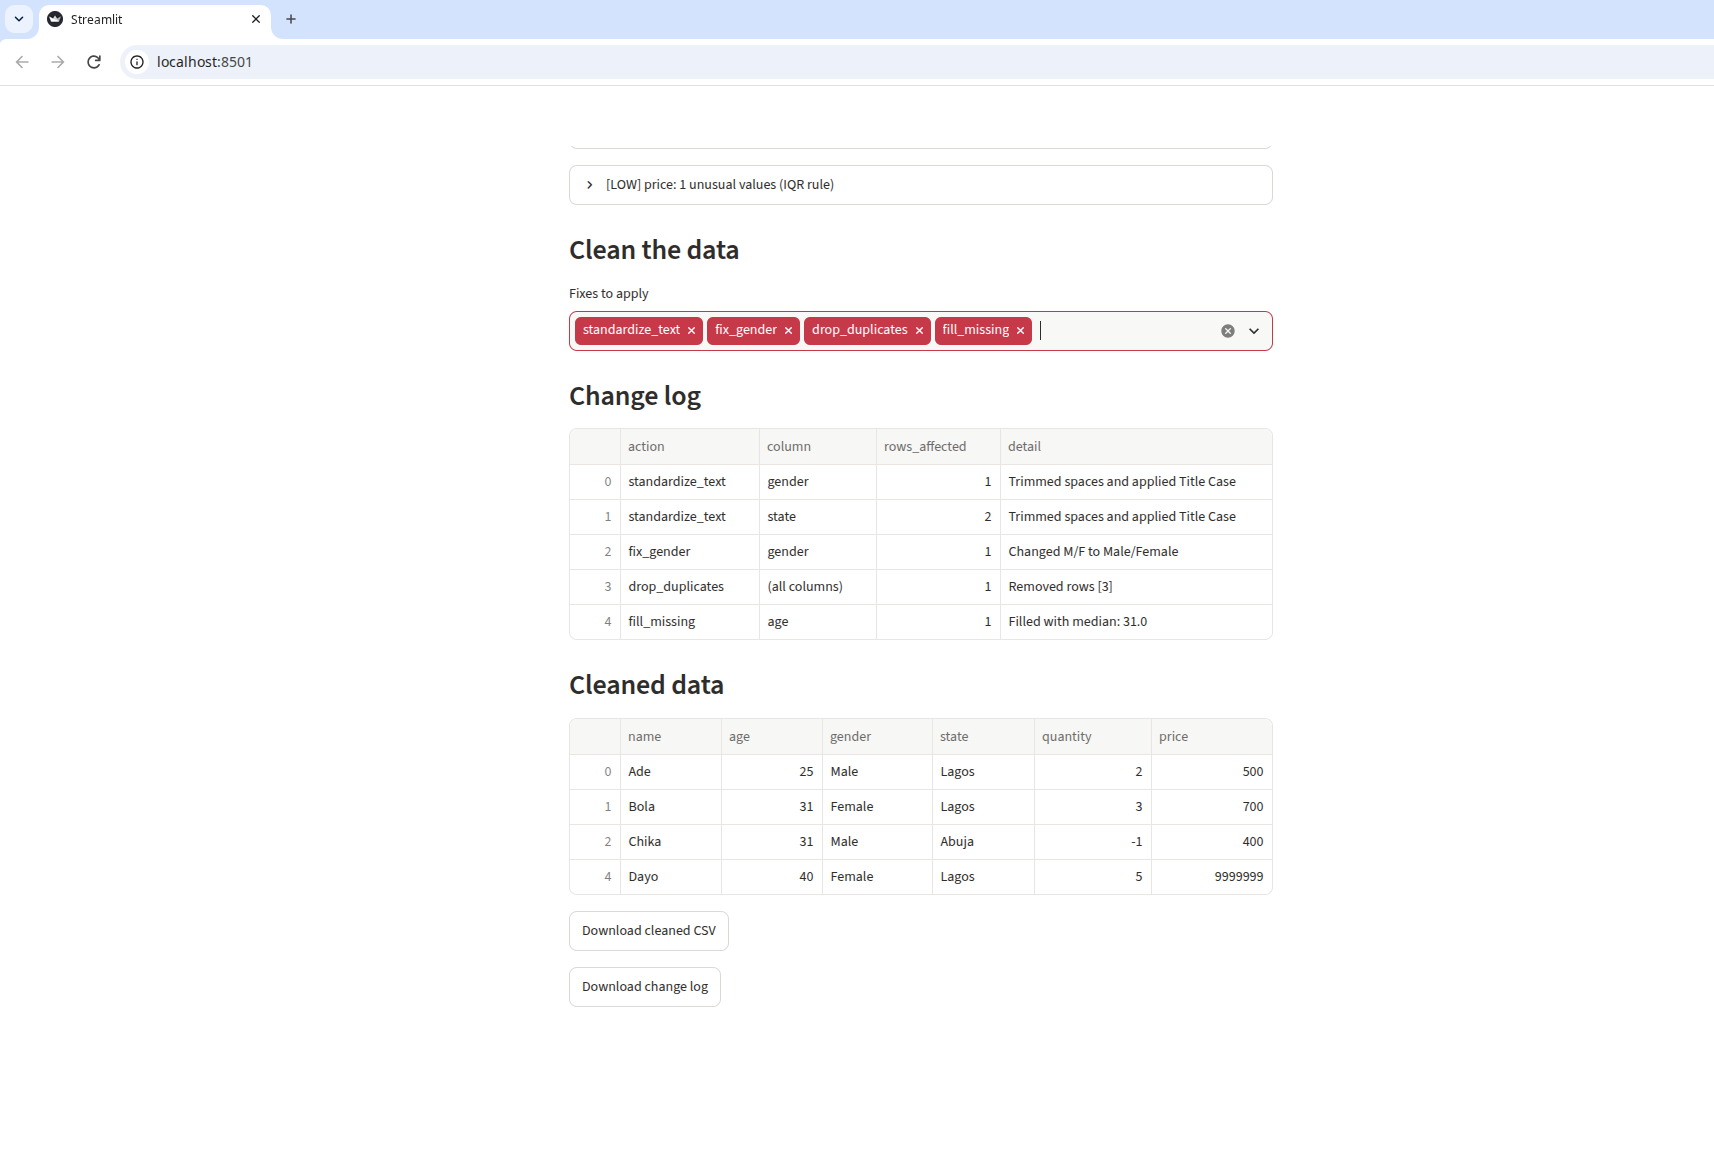 Streamlit
localhost:8501
[LOW] price: 1 unusual values (IQR rule)
Clean the data
Fixes to apply
standardize_text fix_gender drop_duplicates fill_missing
Change log
action column rows_affected detail
0 standardize_text gender 1 Trimmed spaces and applied Title Case
1 standardize_text state 2 Trimmed spaces and applied Title Case
2 fix_gender gender 1 Changed M/F to Male/Female
3 drop_duplicates (all columns) 1 Removed rows [3]
4 fill_missing age 1 Filled with median: 31.0
Cleaned data
name age gender state quantity price
0 Ade 25 Male Lagos 2 500
1 Bola 31 Female Lagos 3 700
2 Chika 31 Male Abuja -1 400
4 Dayo 40 Female Lagos 5 9999999
Download cleaned CSV
Download change log